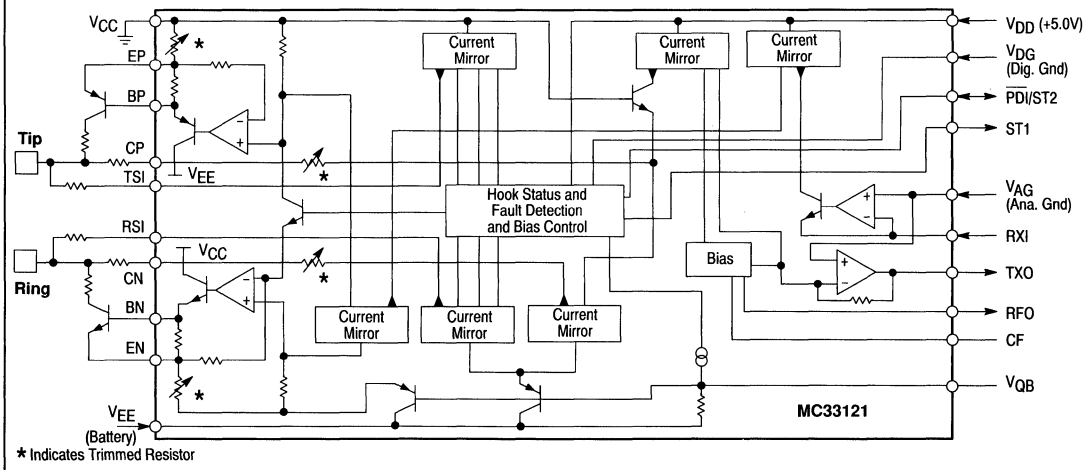 VCC
EP
BP
Tip
CP
TSI
VEE
RSI
VCC
CN
Ring
BN
EN
VEE
(Battery)
* Indicates Trimmed Resistor
*
*
*
*
Current
Mirror
Current
Mirror
Current
Mirror
Hook Status and
Fault Detection
and Bias Control
Bias
Current
Mirror
Current
Mirror
Current
Mirror
-
+
-
+
+
-
+
-
MC33121
VDD (+5.0V)
VDG
(Dig. Gnd)
PDI/ST2
ST1
VAG
(Ana. Gnd)
RXI
TXO
RFO
CF
VQB